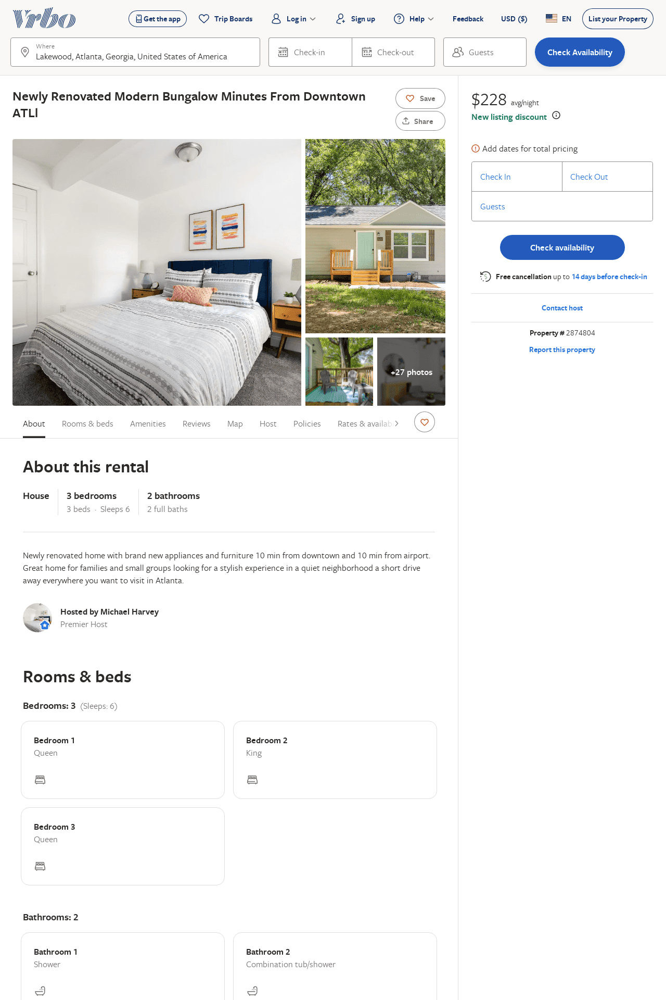 Vrbo
Get the app
Trip Boards
Log in
Sign up
Help
Feedback
USD ($)
EN
List your Property
Where
Lakewood, Atlanta, Georgia, United States of America
Check-in
Check-out
Guests
Check Availability
Newly Renovated Modern Bungalow Minutes From Downtown
ATLl
Save
Share
+27 photos
$228 avg/night
New listing discount
Add dates for total pricing
Check In
Check Out
Guests
Check availability
Free cancellation up to 14 days before check-in
Contact host
Property # 2874804
Report this property
About
Rooms & beds
Amenities
Reviews
Map
Host
Policies
Rates & availab
About this rental
House
3 bedrooms
3 beds · Sleeps 6
2 bathrooms
2 full baths
Newly renovated home with brand new appliances and furniture 10 min from downtown and 10 min from airport.
Great home for families and small groups looking for a stylish experience in a quiet neighborhood a short drive
away everywhere you want to visit in Atlanta.
Hosted by Michael Harvey
Premier Host
Rooms & beds
Bedrooms: 3 (Sleeps: 6)
Bedroom 1
Queen
Bedroom 2
King
Bedroom 3
Queen
Bathrooms: 2
Bathroom 1
Shower
Bathroom 2
Combination tub/shower